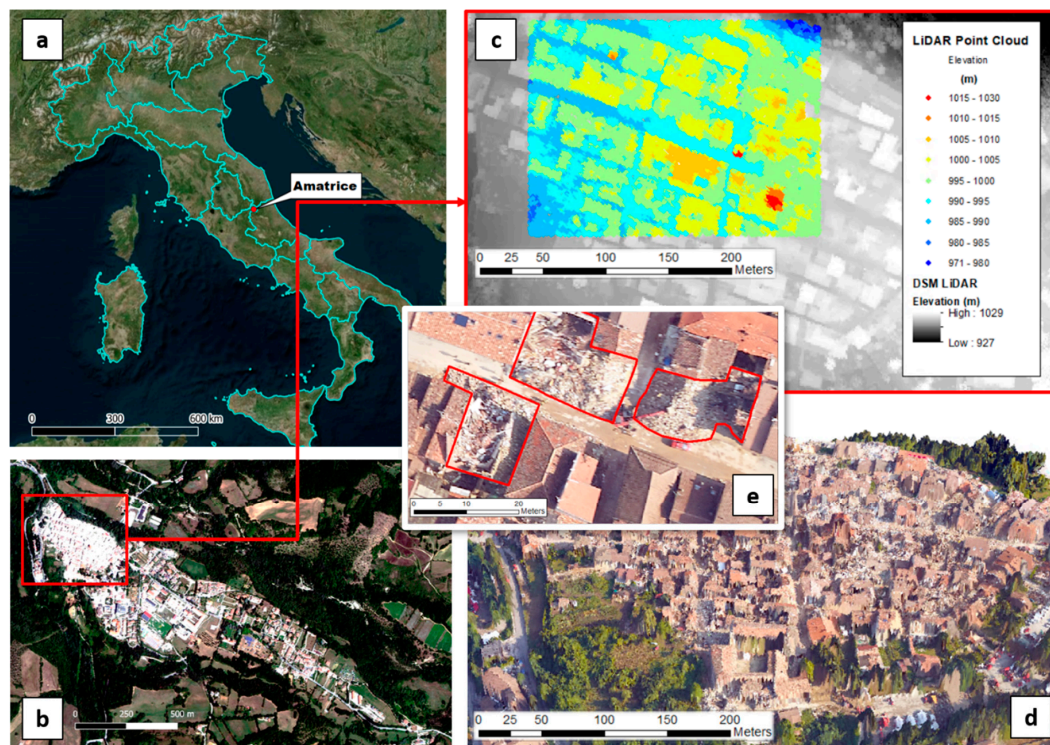 a
Amatrice
0 300 600 km
c
LiDAR Point Cloud
Elevation
(m)
1015 - 1030
1010 - 1015
1005 - 1010
1000 - 1005
995 - 1000
990 - 995
985 - 990
980 - 985
971 - 980
DSM LiDAR
Elevation (m)
High : 1029
Low : 927
0 25 50 100 150 200
Meters
e
0 5 10 20
Meters
b
0 250 500 m
d
0 25 50 100 150 200
Meters